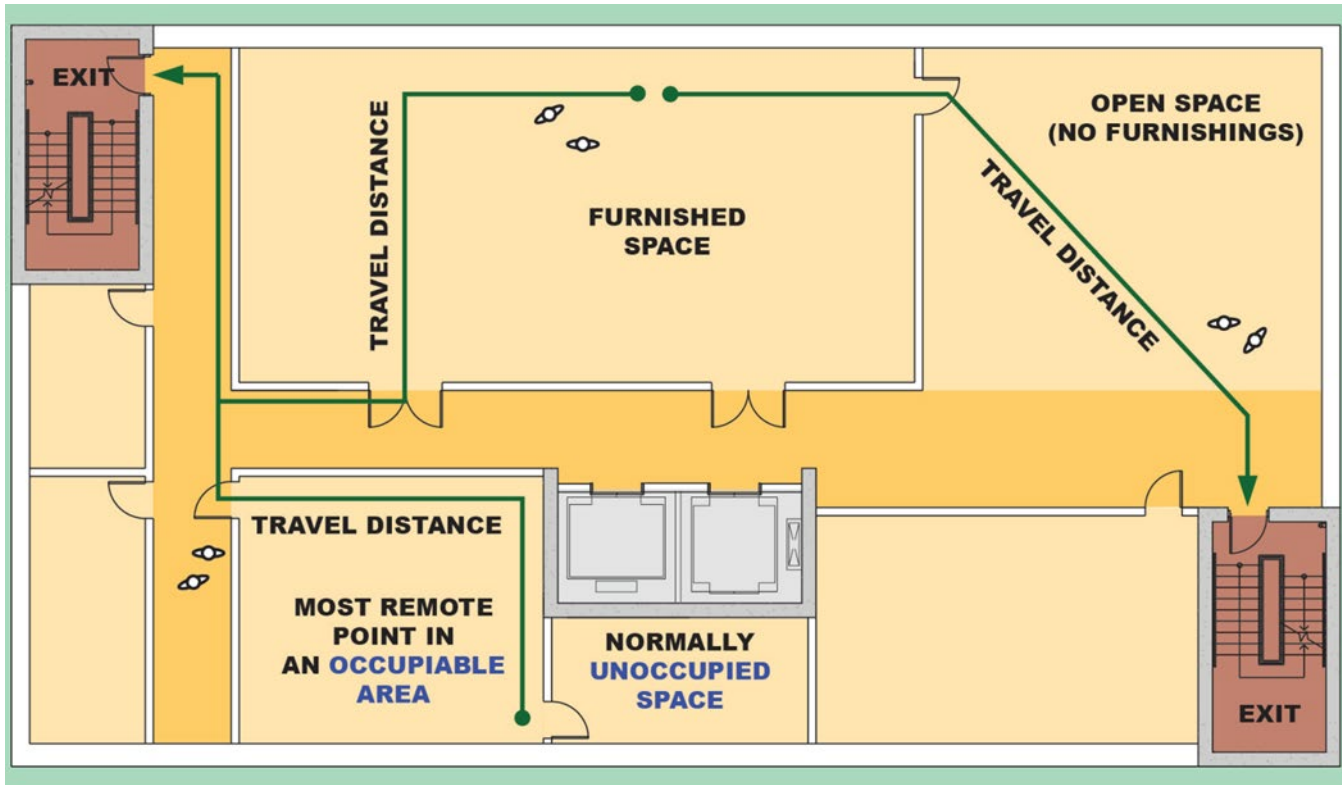 EXIT
OPEN SPACE
(NO FURNISHINGS)
TRAVEL DISTANCE
TRAVEL DISTANCE
FURNISHED
SPACE
TRAVEL DISTANCE
MOST REMOTE
POINT IN
AN OCCUPIABLE
AREA
NORMALLY
UNOCCUPIED
SPACE
EXIT